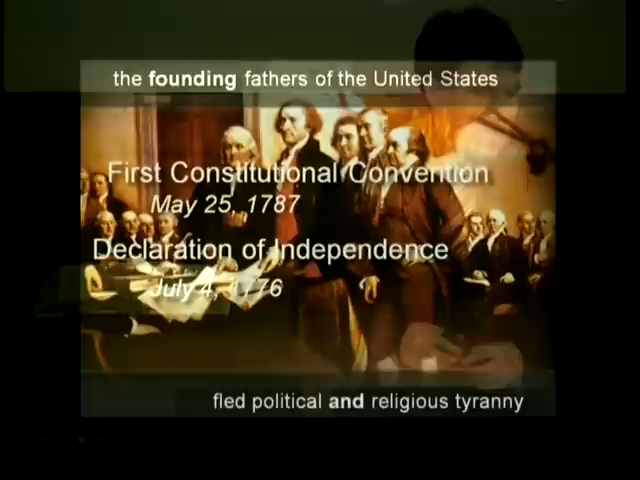 the founding fathers of the United States
First Constitutional Convention
May 25, 1787
Declaration of Independence
July 4, 1776
fled political and religious tyranny